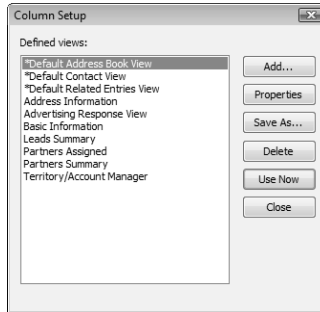 Column Setup
Defined views:
*Default Address Book View
*Default Contact View
*Default Related Entries View
Address Information
Advertising Response View
Basic Information
Leads Summary
Partners Assigned
Partners Summary
Territory/Account Manager
Add...
Properties
Save As...
Delete
Use Now
Close